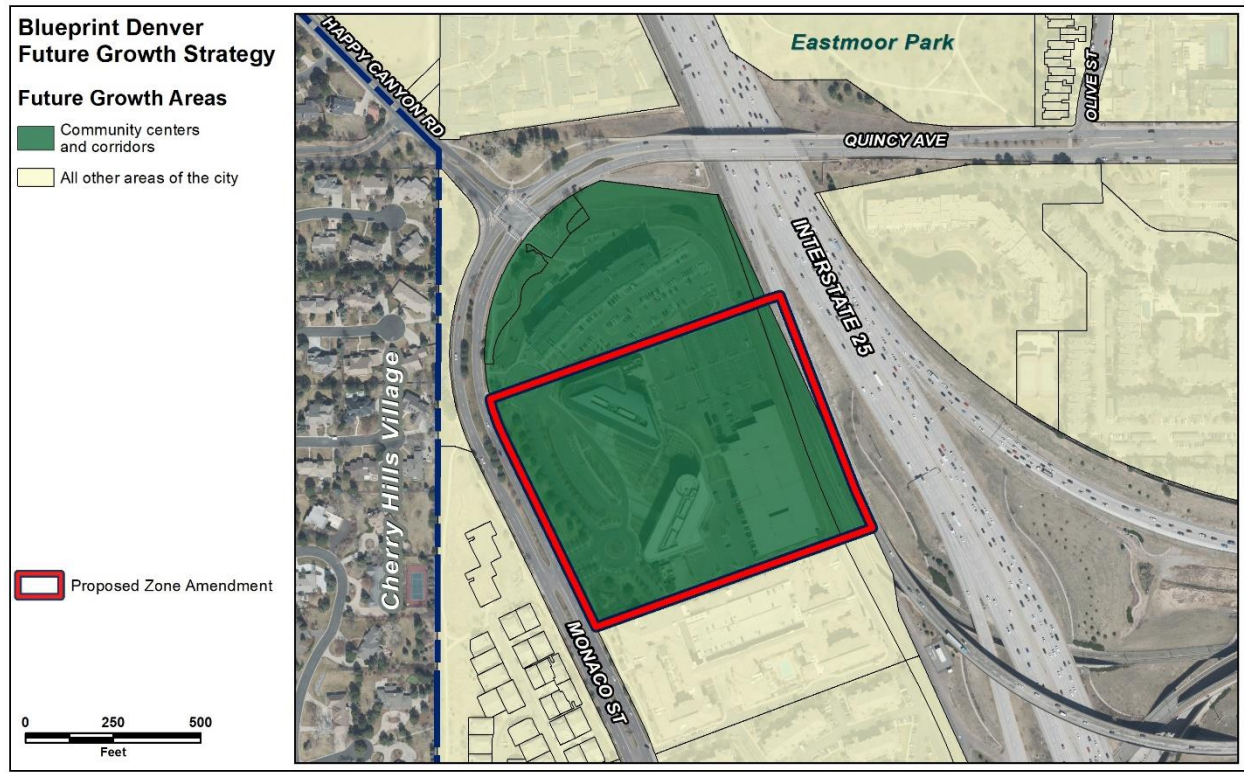 Blueprint Denver
Future Growth Strategy
Future Growth Areas
Community centers
and corridors
All other areas of the city
Proposed Zone Amendment
0 250 500
Feet
HAPPY CANYON RD
Eastmoor Park
OLIVE ST
QUINCY AVE
INTERSTATE 25
Cherry Hills Village
MONACO ST